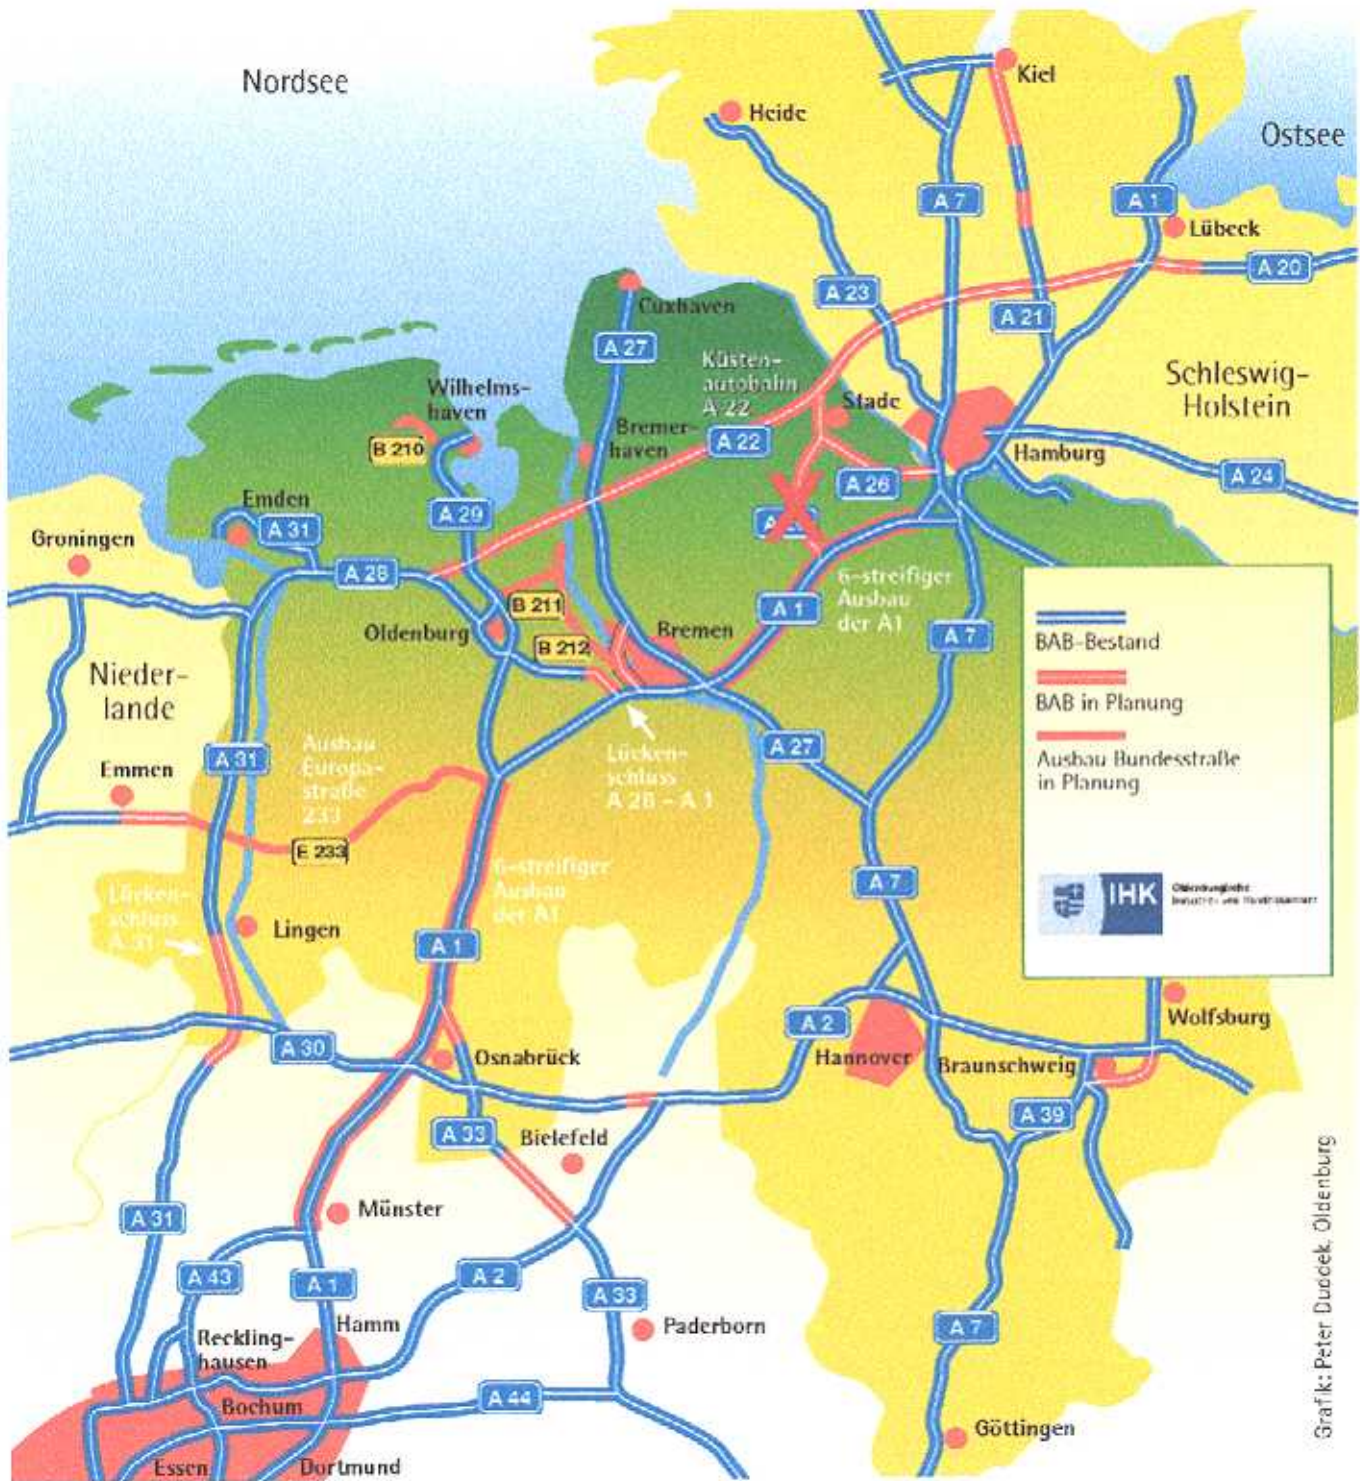 Nordsee
Kiel
Heide
Ostsee
A 7
A 1
Lübeck
A 20
A 23
A 21
Cuxhaven
A 27
Küsten-
autobahn
A 22
Schleswig-
Holstein
Wilhelms-
haven
Stade
B 210
Bremer-
haven
A 22
Hamburg
A 26
A 24
Emden
A 31
A 29
Groningen
A 28
6-streifiger
Ausbau
der A1
B 211
A 1
Oldenburg
B 212
Bremen
A 7
BAB-Bestand
BAB in Planung
Ausbau Bundesstraße
in Planung
IHK
Nieder-
lande
Emmen
A 31
Ausbau
Europa-
straße
233
Lücken-
schluss
A 28 – A 1
A 27
E 233
6-streifiger
Ausbau
der A1
A 7
Lücken-
schluss
A 31
Lingen
A 1
A 2
Wolfsburg
A 30
Osnabrück
Hannover
Braunschweig
A 33
Bielefeld
A 39
A 31
Münster
A 43
A 1
A 2
A 33
Hamm
Paderborn
A 7
Reckling-
hausen
Bochum
A 44
Göttingen
Essen
Dortmund
Grafik: Peter Duddek, Oldenburg